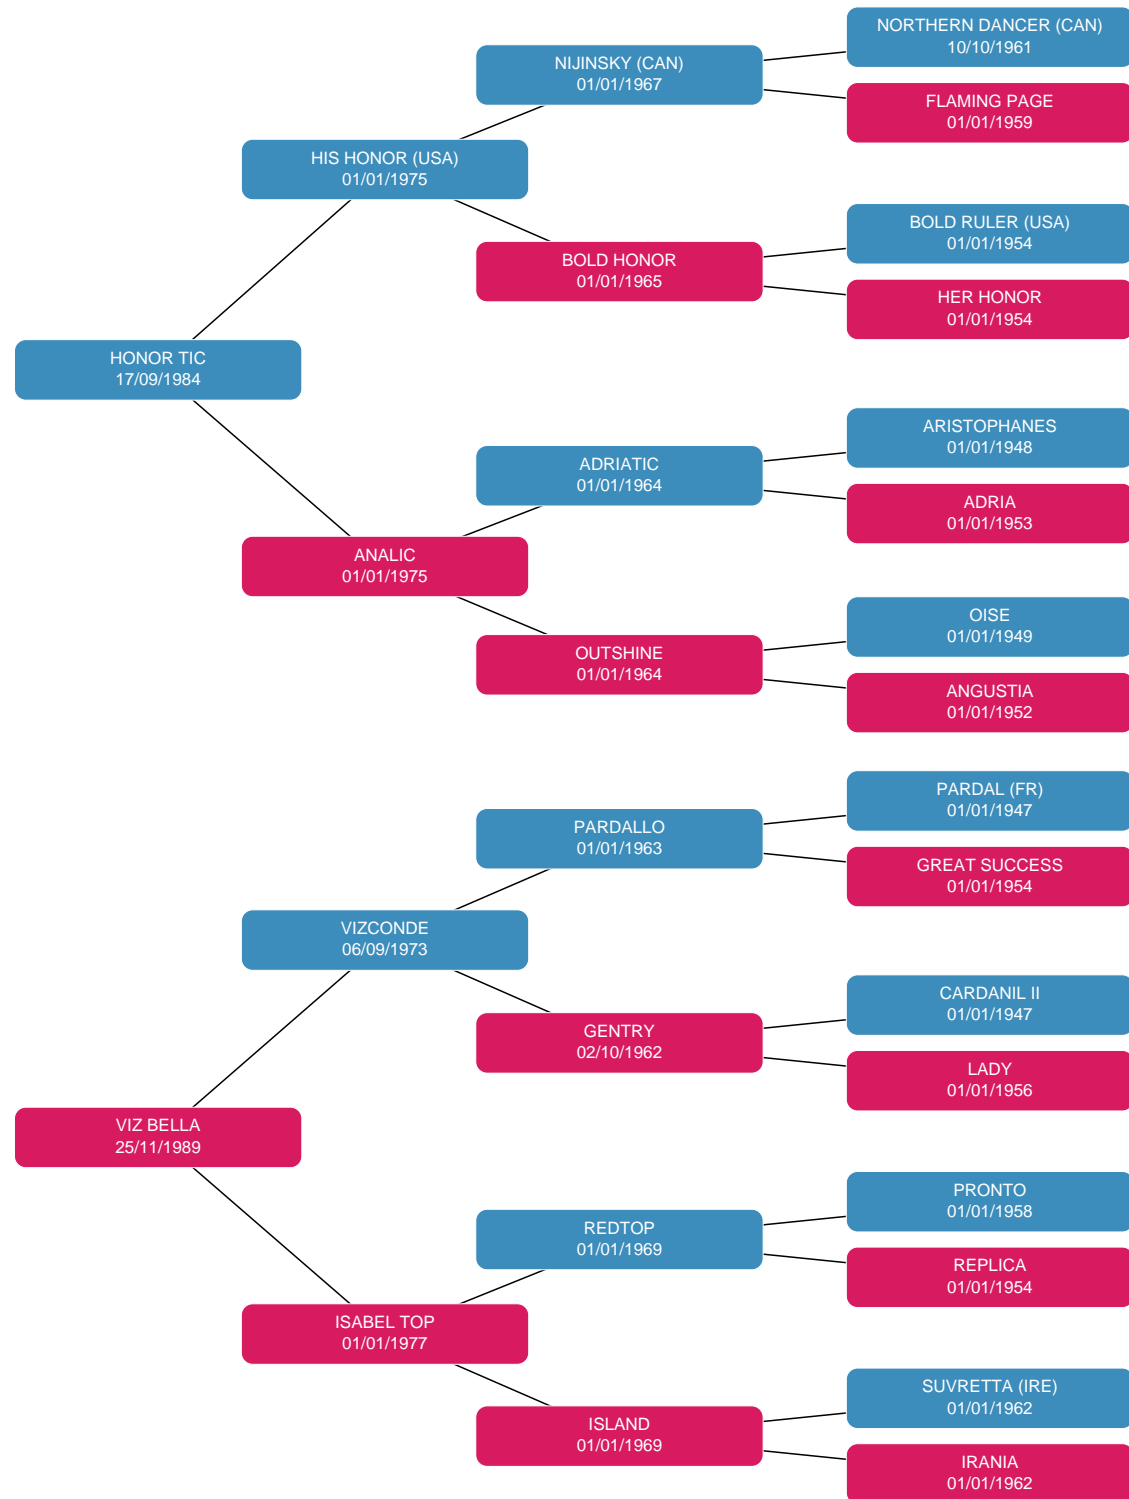 NORTHERN DANCER (CAN)
10/10/1961
NIJINSKY (CAN)
01/01/1967
FLAMING PAGE
01/01/1959
HIS HONOR (USA)
01/01/1975
BOLD RULER (USA)
01/01/1954
BOLD HONOR
01/01/1965
HER HONOR
01/01/1954
HONOR TIC
17/09/1984
ARISTOPHANES
01/01/1948
ADRIATIC
01/01/1964
ADRIA
01/01/1953
ANALIC
01/01/1975
OISE
01/01/1949
OUTSHINE
01/01/1964
ANGUSTIA
01/01/1952
PARDAL (FR)
01/01/1947
PARDALLO
01/01/1963
GREAT SUCCESS
01/01/1954
VIZCONDE
06/09/1973
CARDANIL II
01/01/1947
GENTRY
02/10/1962
LADY
01/01/1956
VIZ BELLA
25/11/1989
PRONTO
01/01/1958
REDTOP
01/01/1969
REPLICA
01/01/1954
ISABEL TOP
01/01/1977
SUVRETTA (IRE)
01/01/1962
ISLAND
01/01/1969
IRANIA
01/01/1962